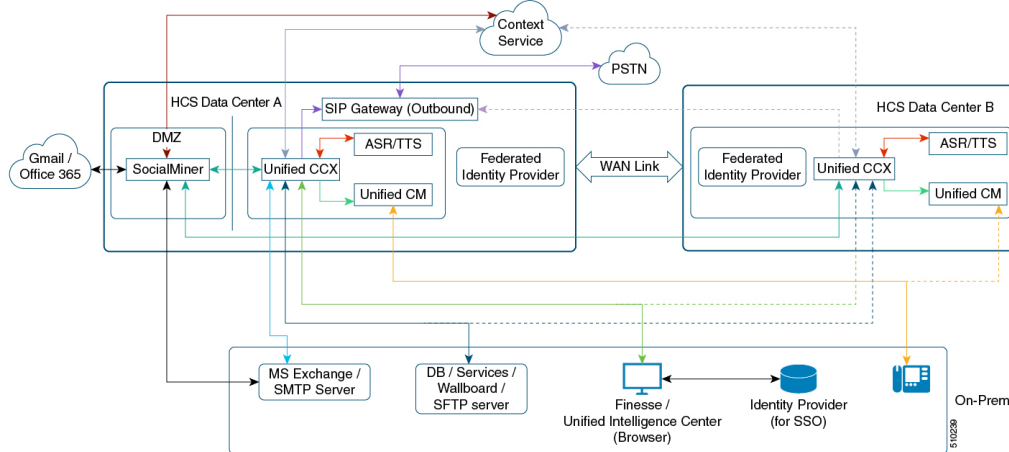 Context
Service
PSTN
HCS Data Center A
HCS Data Center B
SIP Gateway (Outbound)
DMZ
ASR/TTS
ASR/TTS
Gmail /
Office 365
SocialMiner
Unified CCX
Federated
Identity Provider
WAN Link
Federated
Identity Provider
Unified CCX
Unified CM
Unified CM
MS Exchange /
SMTP Server
DB / Services /
Wallboard /
SFTP server
Finesse /
Unified Intelligence Center
(Browser)
Identity Provider
(for SSO)
On-Prem
510239